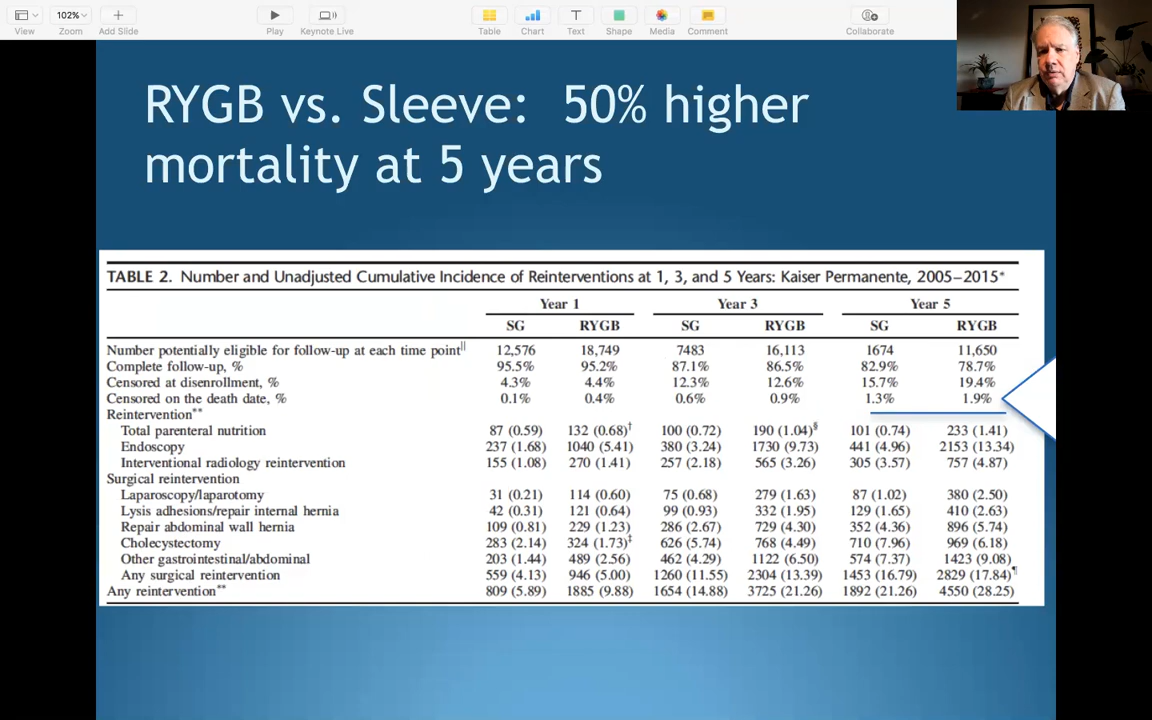 102%
View
Zoom
Add Slide
Play
Keynote Live
Table
Chart
Text
Shape
Media
Comment
Collaborate
RYGB vs. Sleeve: 50% higher
mortality at 5 years
TABLE 2. Number and Unadjusted Cumulative Incidence of Reinterventions at 1, 3, and 5 Years: Kaiser Permanente, 2005–2015*
Year 1 Year 3 Year 5
SG RYGB SG RYGB SG RYGB
Number potentially eligible for follow-up at each time point|| 12,576 18,749 7483 16,113 1674 11,650
Complete follow-up, % 95.5% 95.2% 87.1% 86.5% 82.9% 78.7%
Censored at disenrollment, % 4.3% 4.4% 12.3% 12.6% 15.7% 19.4%
Censored on the death date, % 0.1% 0.4% 0.6% 0.9% 1.3% 1.9%
Reintervention**
Total parenteral nutrition 87 (0.59) 132 (0.68)† 100 (0.72) 190 (1.04)§ 101 (0.74) 233 (1.41)
Endoscopy 237 (1.68) 1040 (5.41) 380 (3.24) 1730 (9.73) 441 (4.96) 2153 (13.34)
Interventional radiology reintervention 155 (1.08) 270 (1.41) 257 (2.18) 565 (3.26) 305 (3.57) 757 (4.87)
Surgical reintervention
Laparoscopy/laparotomy 31 (0.21) 114 (0.60) 75 (0.68) 279 (1.63) 87 (1.02) 380 (2.50)
Lysis adhesions/repair internal hernia 42 (0.31) 121 (0.64) 99 (0.93) 332 (1.95) 129 (1.65) 410 (2.63)
Repair abdominal wall hernia 109 (0.81) 229 (1.23) 286 (2.67) 729 (4.30) 352 (4.36) 896 (5.74)
Cholecystectomy 283 (2.14) 324 (1.73)‡ 626 (5.74) 768 (4.49) 710 (7.96) 969 (6.18)
Other gastrointestinal/abdominal 203 (1.44) 489 (2.56) 462 (4.29) 1122 (6.50) 574 (7.37) 1423 (9.08)
Any surgical reintervention 559 (4.13) 946 (5.00) 1260 (11.55) 2304 (13.39) 1453 (16.79) 2829 (17.84)¶
Any reintervention** 809 (5.89) 1885 (9.88) 1654 (14.88) 3725 (21.26) 1892 (21.26) 4550 (28.25)